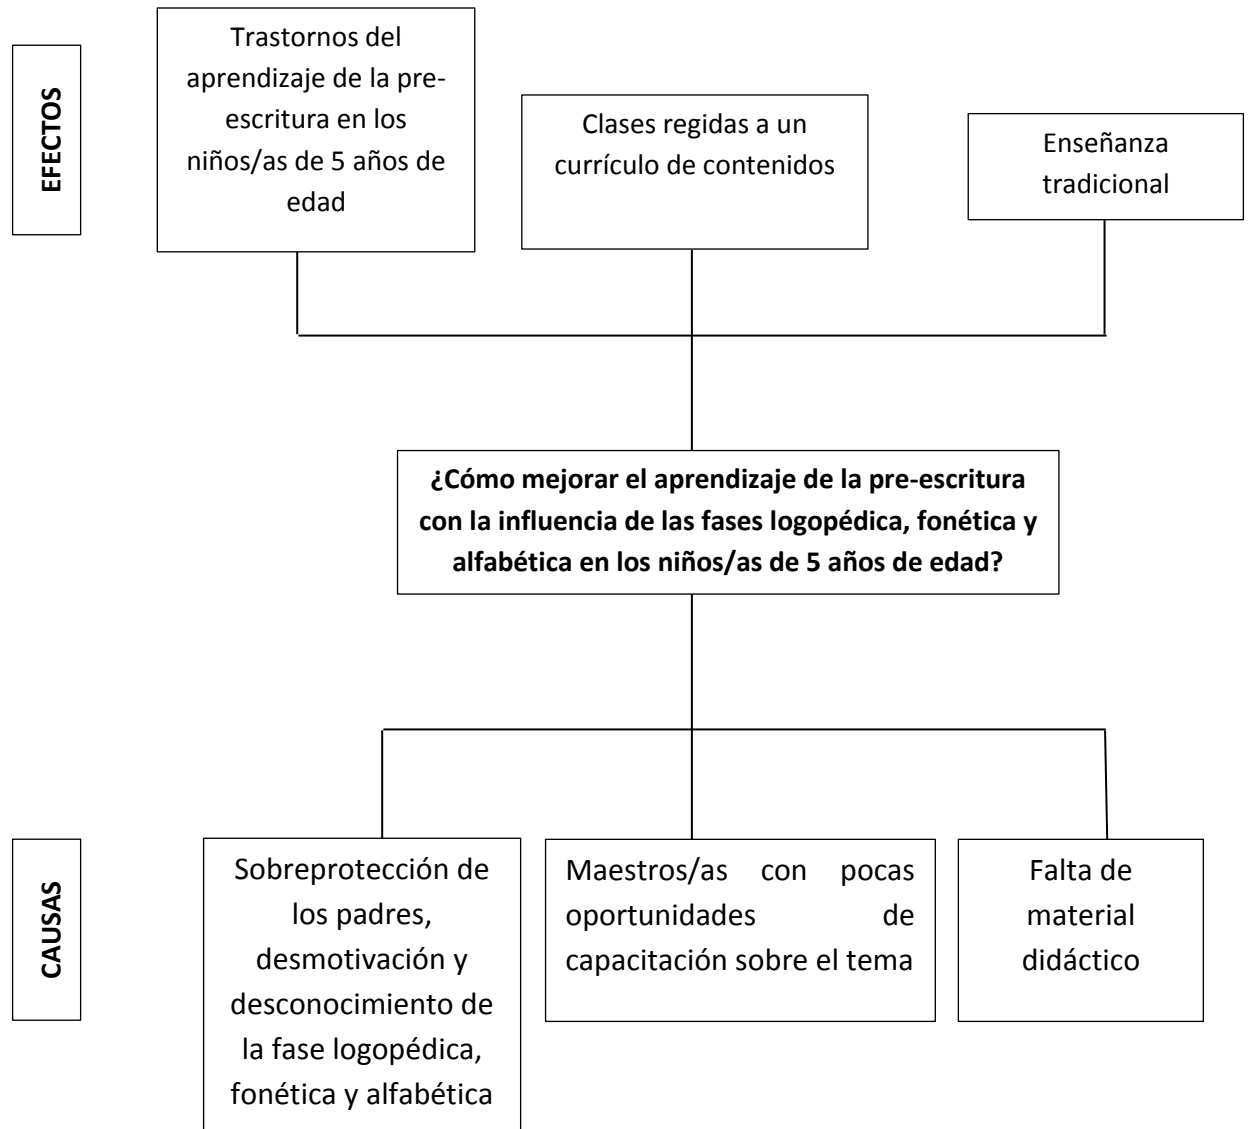 EFECTOS
Trastornos del
aprendizaje de la pre-
escritura en los
niños/as de 5 años de
edad
Clases regidas a un
currículo de contenidos
Enseñanza
tradicional
¿Cómo mejorar el aprendizaje de la pre-escritura
con la influencia de las fases logopédica, fonética y
alfabética en los niños/as de 5 años de edad?
CAUSAS
Sobreprotección de
los padres,
desmotivación y
desconocimiento de
la fase logopédica,
fonética y alfabética
Maestros/as con pocas
oportunidades de
capacitación sobre el tema
Falta de
material
didáctico